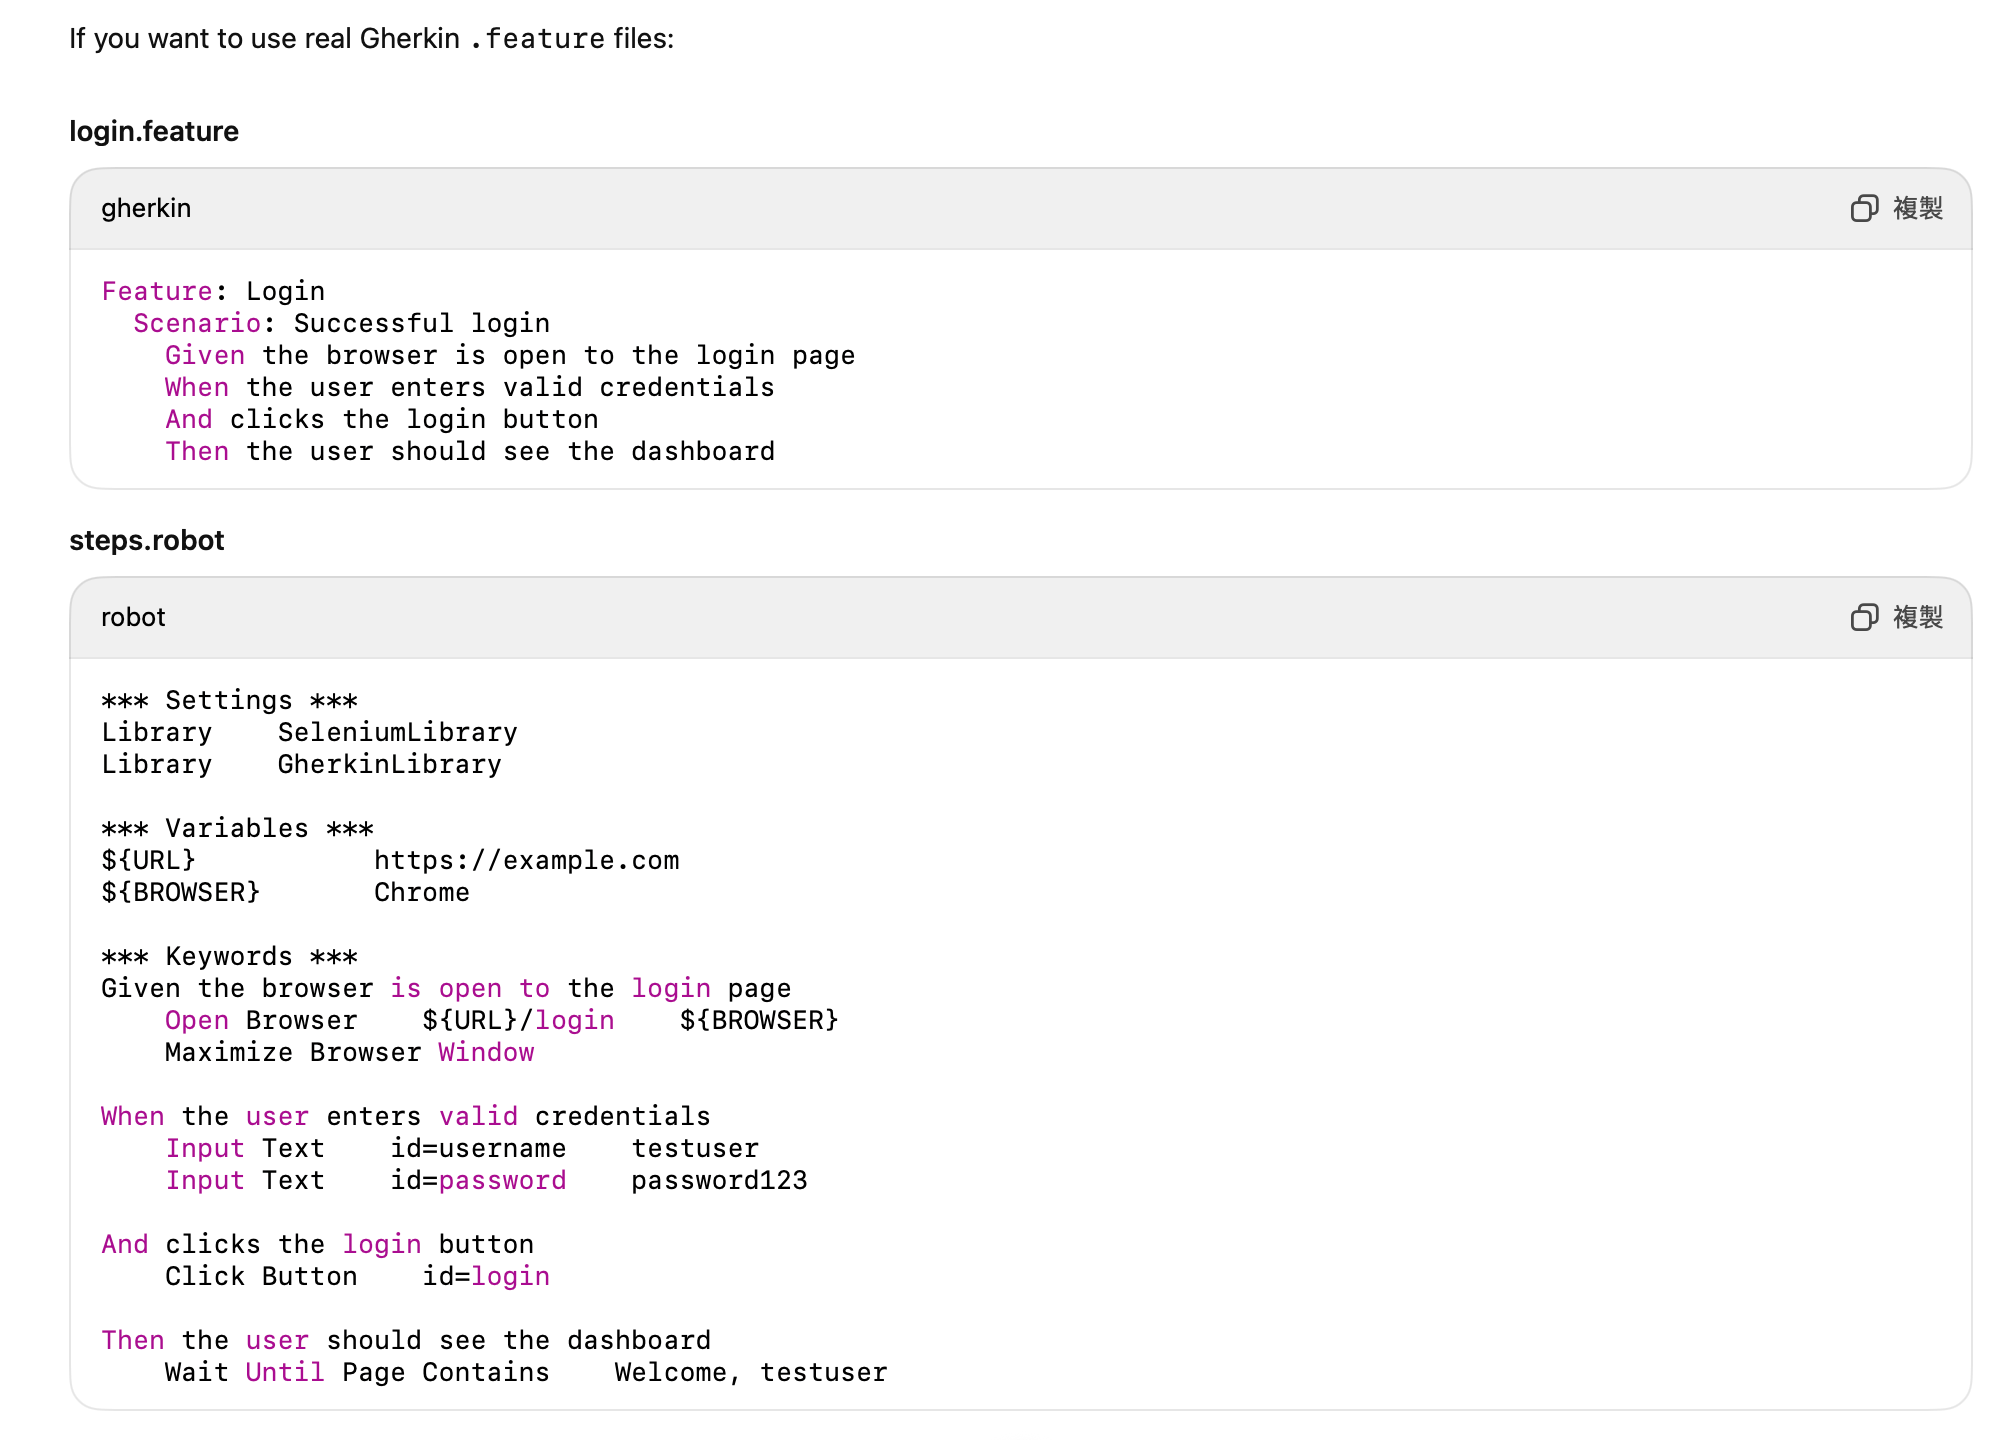 If you want to use real Gherkin .feature files:
login.feature
gherkin
複製
Feature: Login
  Scenario: Successful login
    Given the browser is open to the login page
    When the user enters valid credentials
    And clicks the login button
    Then the user should see the dashboard
steps.robot
robot
複製
*** Settings ***
Library    SeleniumLibrary
Library    GherkinLibrary
*** Variables ***
${URL}           https://example.com
${BROWSER}       Chrome
*** Keywords ***
Given the browser is open to the login page
    Open Browser    ${URL}/login    ${BROWSER}
    Maximize Browser Window
When the user enters valid credentials
    Input Text    id=username    testuser
    Input Text    id=password    password123
And clicks the login button
    Click Button    id=login
Then the user should see the dashboard
    Wait Until Page Contains    Welcome, testuser